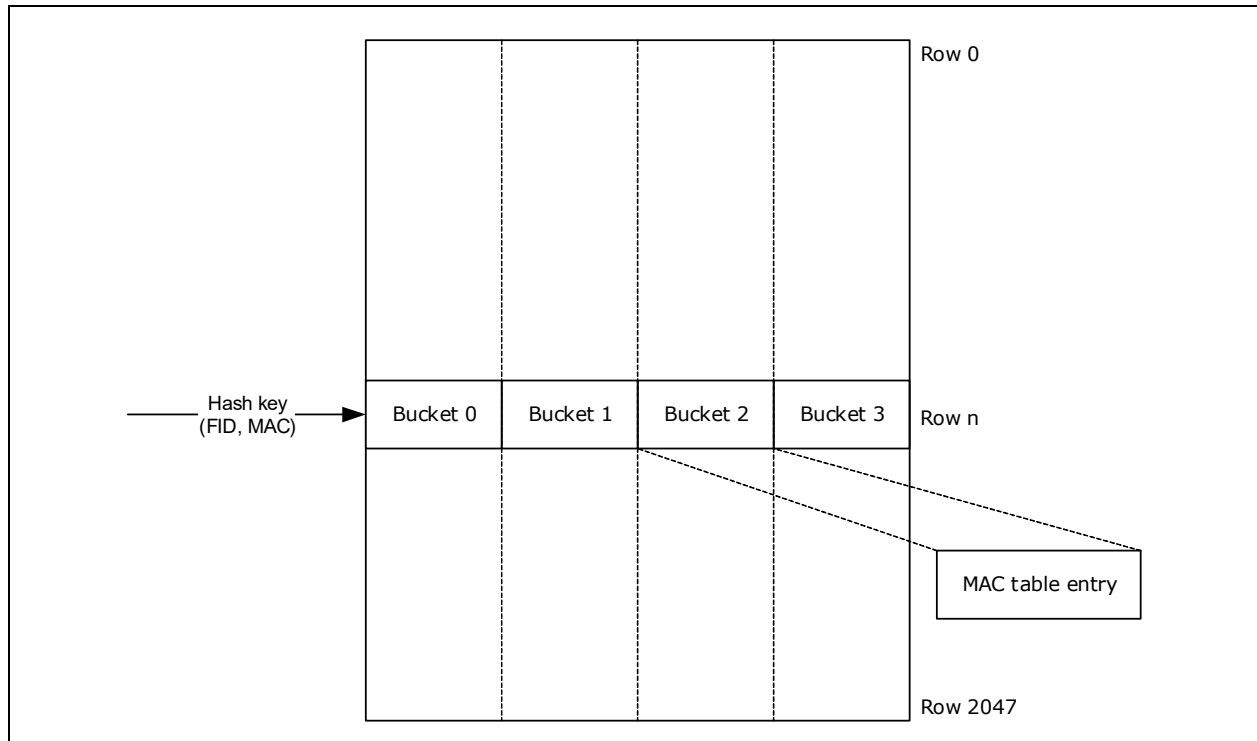 Row 0
Hash key
(FID, MAC)
Bucket 0
Bucket 1
Bucket 2
Bucket 3
Row n
MAC table entry
Row 2047